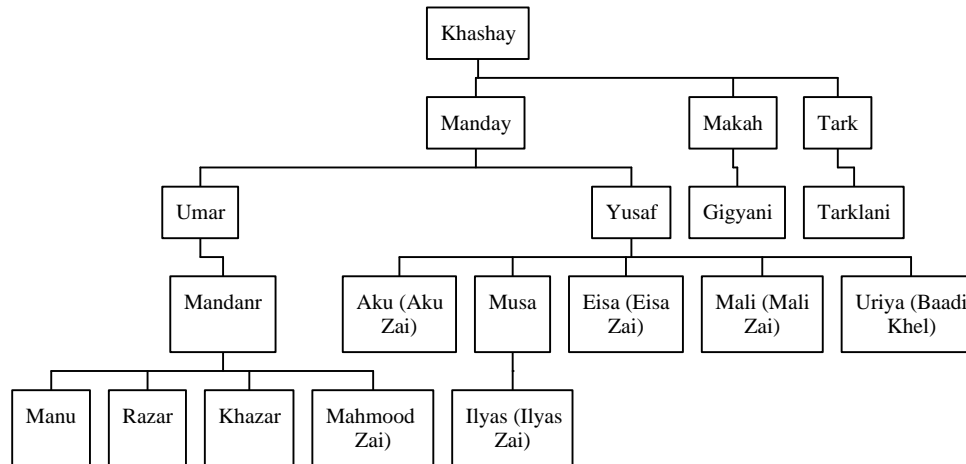 Khashay
Manday
Makah
Tark
Umar
Yusaf
Gigyani
Tarklani
Mandanr
Aku (Aku
Zai)
Musa
Eisa (Eisa
Zai)
Mali (Mali
Zai)
Uriya (Baadi
Khel)
Manu
Razar
Khazar
Mahmood
Zai)
Ilyas (Ilyas
Zai)